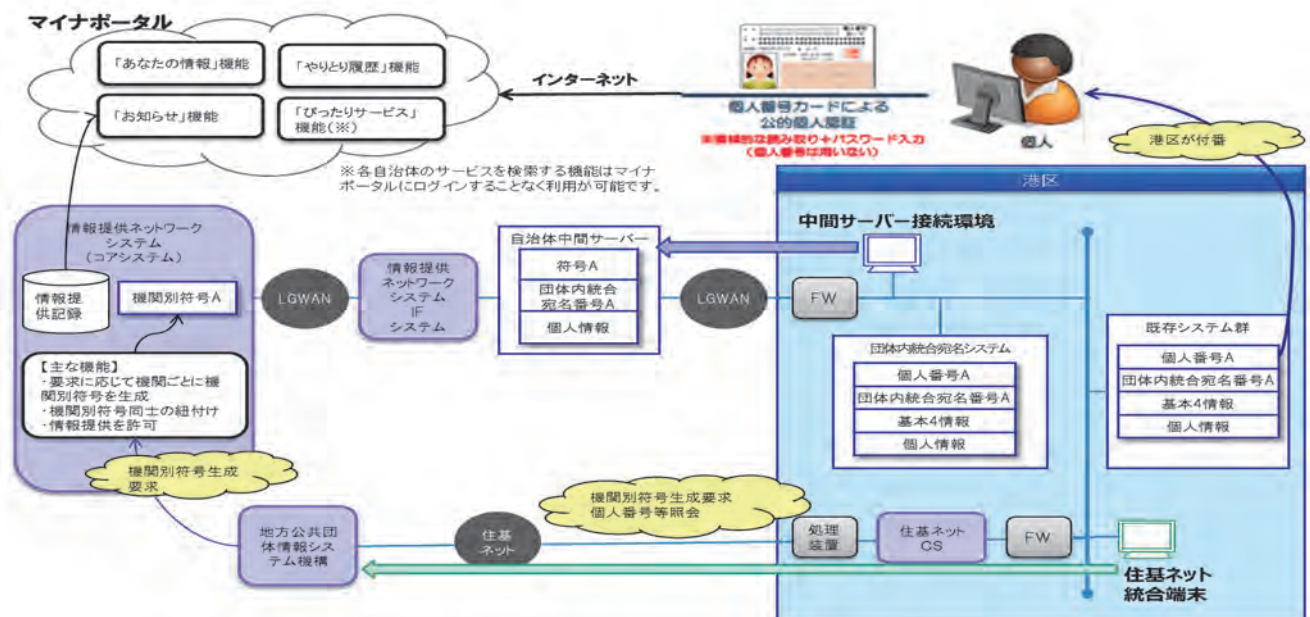 マイナポータル
「あなたの情報」機能
「やりとり履歴」機能
「お知らせ」機能
「ぴったりサービス」
機能(※)
インターネット
個人番号カードによる
公的個人認証
(個人番号は用いない)
個人
港区が付番
※各自治体のサービスを検索する機能はマイナ
ポータルにログインすることなく利用が可能です。
港区
情報提供ネットワーク
システム
(コアシステム)
情報提
供記録
機関別符号A
【主な機能】
・要求に応じて機関ごとに機
関別符号を生成
・機関別符号同士の紐付け
・情報提供を許可
LGWAN
情報提供
ネットワーク
システム
IF
システム
自治体中間サーバー
符号A
団体内統合
宛名番号A
個人情報
LGWAN
中間サーバー接続環境
FW
団体内統合宛名システム
個人番号A
団体内統合宛名番号A
基本4情報
個人情報
既存システム群
個人番号A
団体内統合宛名番号A
基本4情報
個人情報
機関別符号生成
要求
地方公共団
体情報シス
テム機構
住基
ネット
機関別符号生成要求
個人番号等照会
処理
装置
住基ネット
CS
FW
住基ネット
統合端末